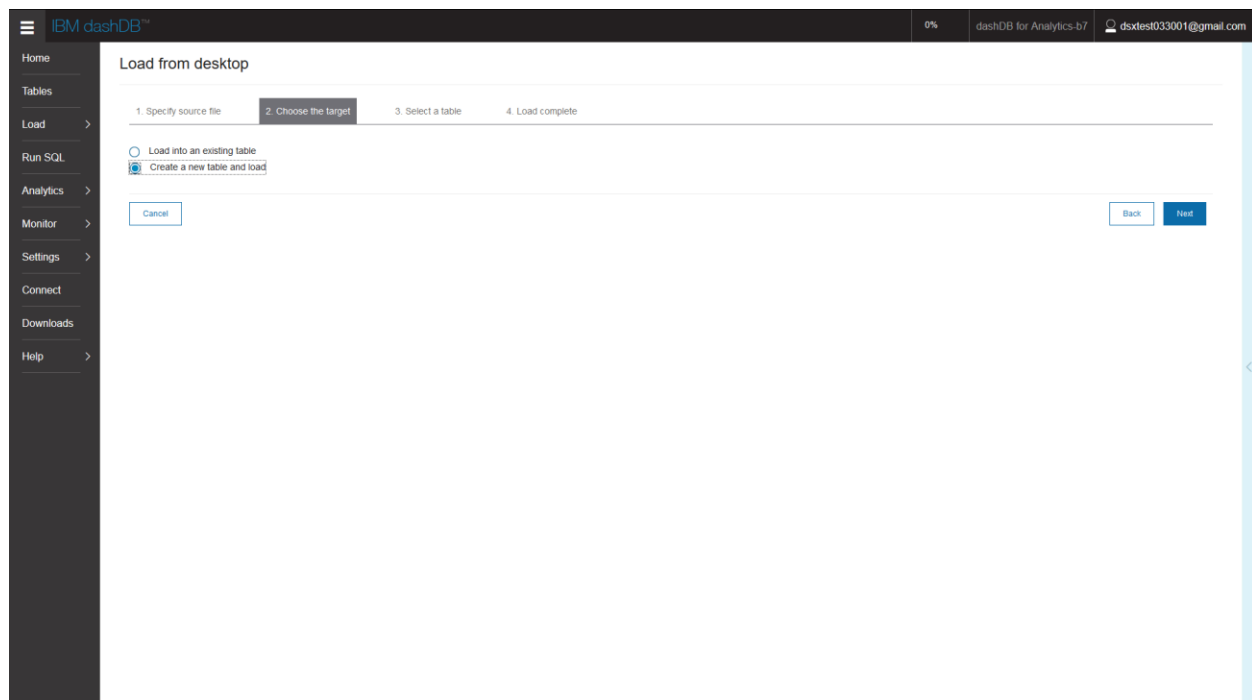 IBM dashDB™
0%
dashDB for Analytics-b7
dsxtest033001@gmail.com
Home
Tables
Load
Run SQL
Analytics
Monitor
Settings
Connect
Downloads
Help
Load from desktop
1. Specify source file
2. Choose the target
3. Select a table
4. Load complete
Load into an existing table
Create a new table and load
Cancel
Back
Next